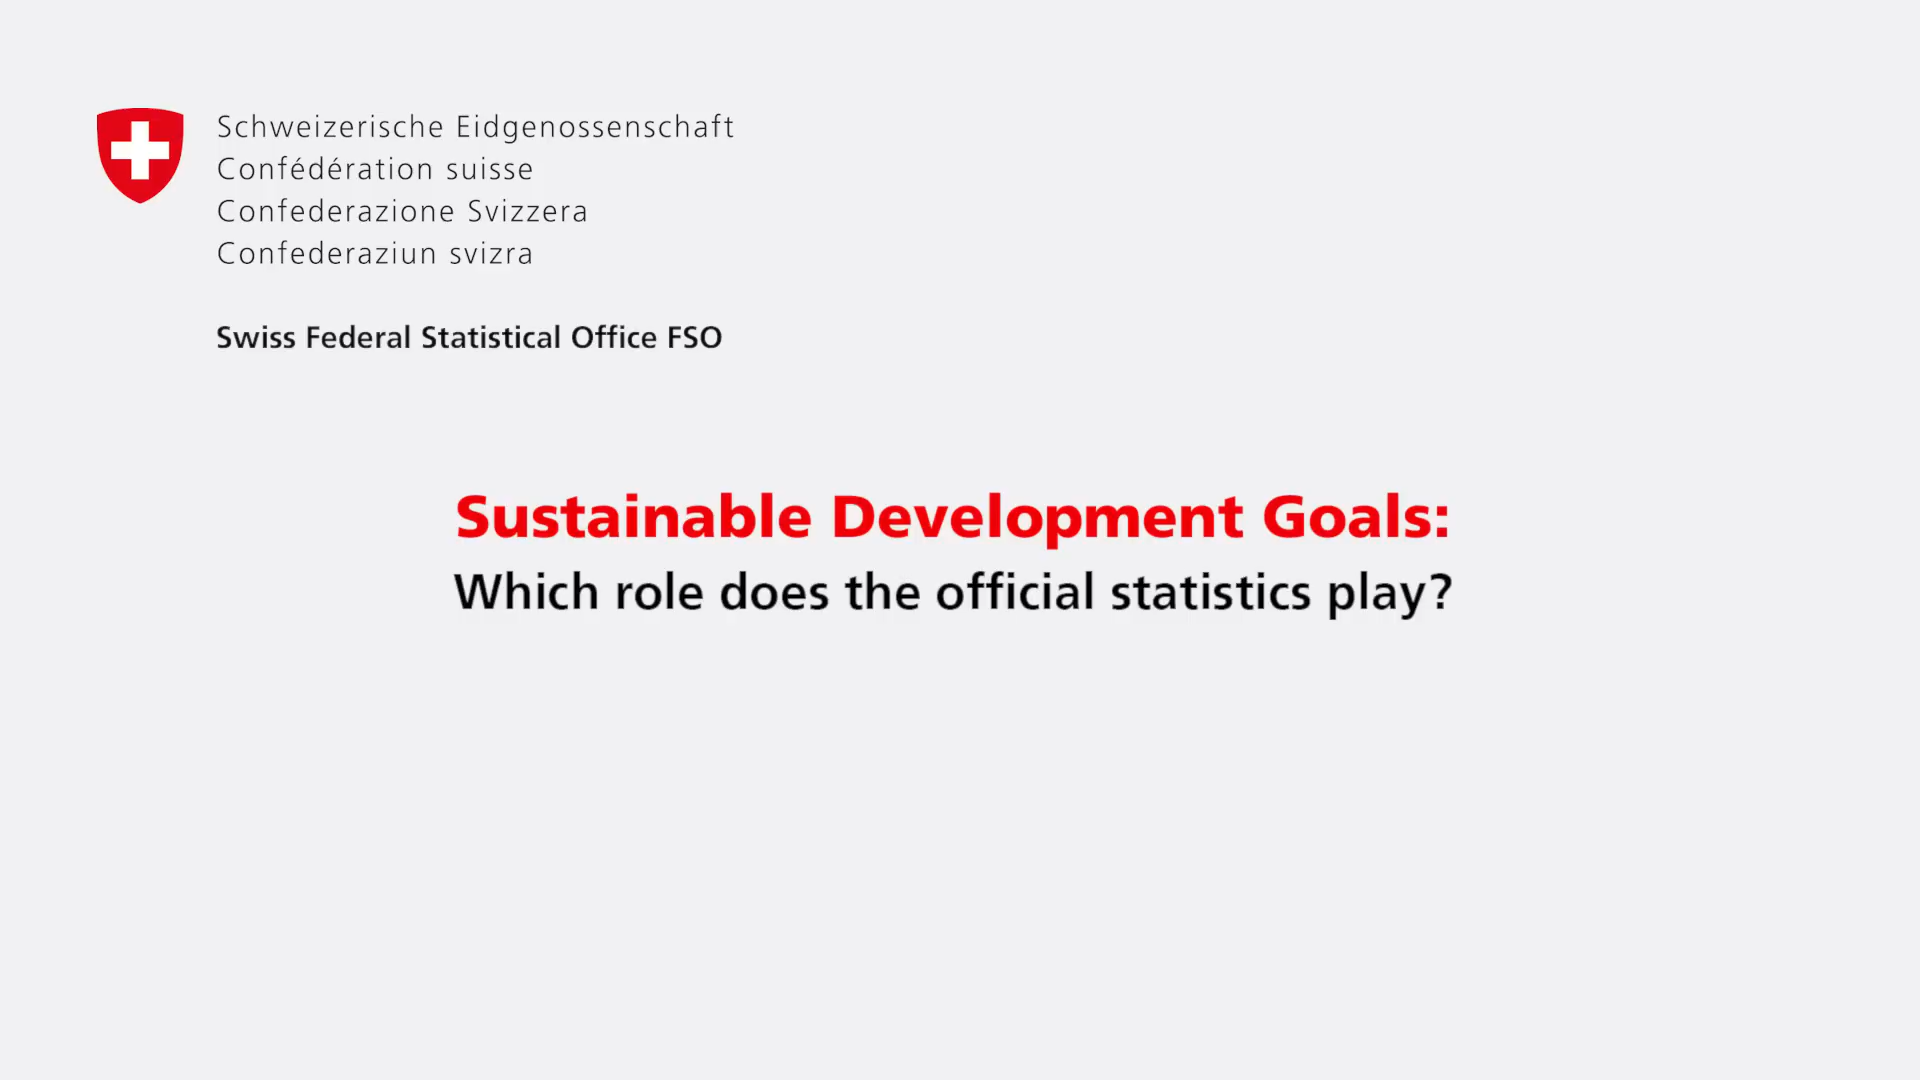 Schweizerische Eidgenossenschaft
Confédération suisse
Confederazione Svizzera
Confederaziun svizra
Swiss Federal Statistical Office FSO
Sustainable Development Goals:
Which role does the official statistics play?